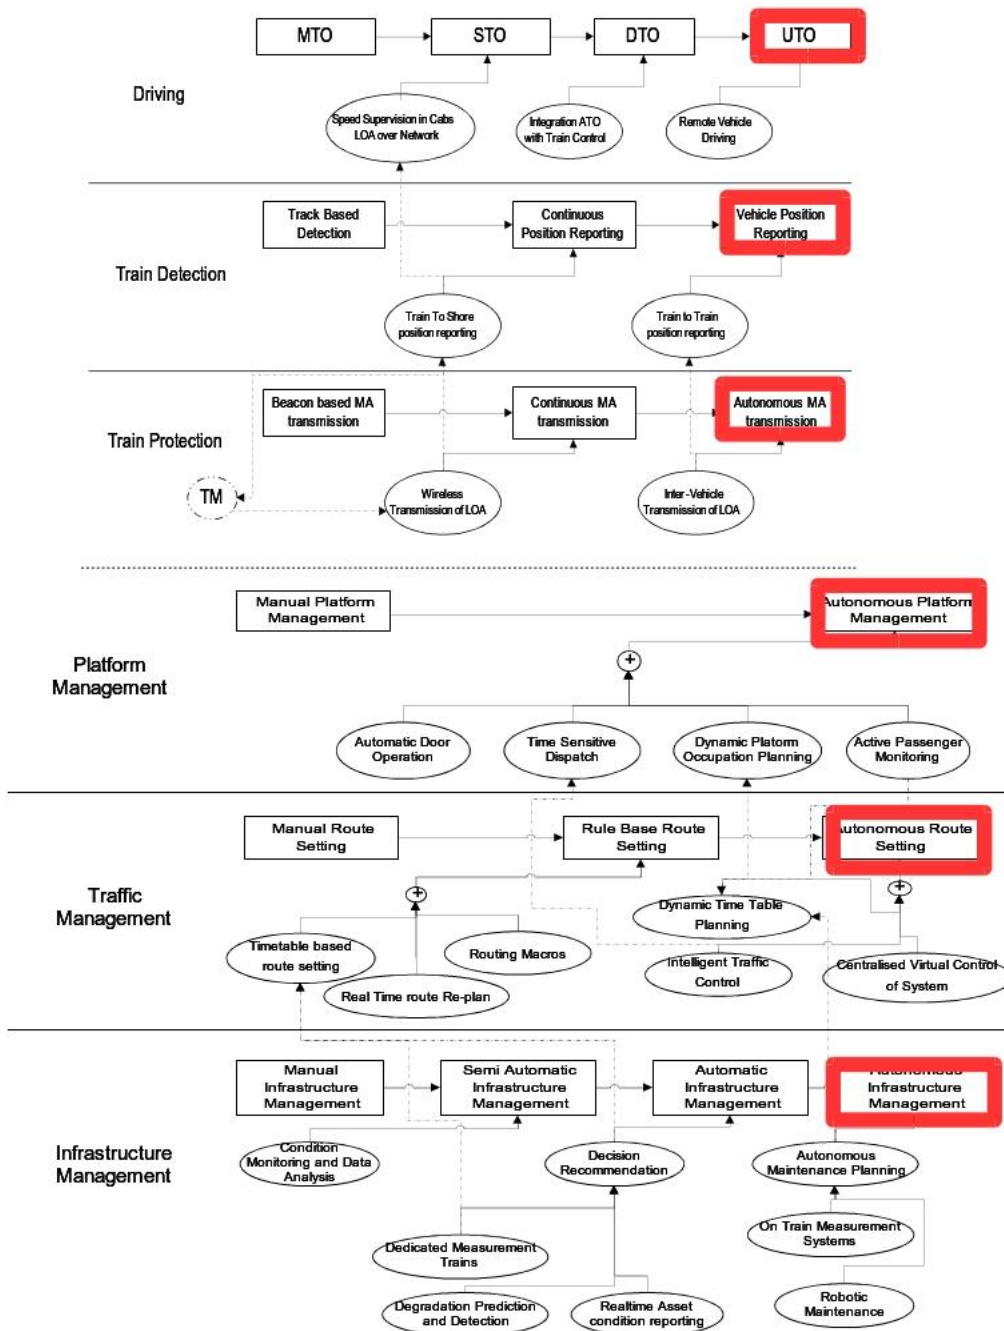 MTO
STO
DTO
UTO
Driving
Speed Supervision in Cabs
LOA over Network
Integration ATO
with Train Control
Remote Vehicle
Driving
Track Based
Detection
Continuous
Position Reporting
Vehicle Position
Reporting
Train Detection
Train To Shore
position reporting
Train to Train
position reporting
Beacon based MA
transmission
Continuous MA
transmission
Autonomous MA
transmission
Train Protection
TM
Wireless
Transmission of LOA
Inter-Vehicle
Transmission of LOA
Manual Platform
Management
Autonomous Platform
Management
Platform
Management
+
Automatic Door
Operation
Time Sensitive
Dispatch
Dynamic Platorm
Occupation Planning
Active Passenger
Monitoring
Manual Route
Setting
Rule Base Route
Setting
Autonomous Route
Setting
Traffic
Management
+
+
Dynamic Time Table
Planning
Timetable based
route setting
Routing Macros
Real Time route Re-plan
Intelligent Traffic
Control
Centralised Virtual Control
of System
Manual
Infrastructure
Management
Semi Automatic
Infrastructure
Management
Automatic
Infrastructure
Management
Autonomous
Infrastructure
Management
Infrastructure
Management
Condition
Monitoring and Data
Analysis
Decision
Recommendation
Autonomous
Maintenance Planning
Dedicated Measurement
Trains
On Train Measurement
Systems
Degradation Prediction
and Detection
Realtime Asset
condition reporting
Robotic
Maintenance